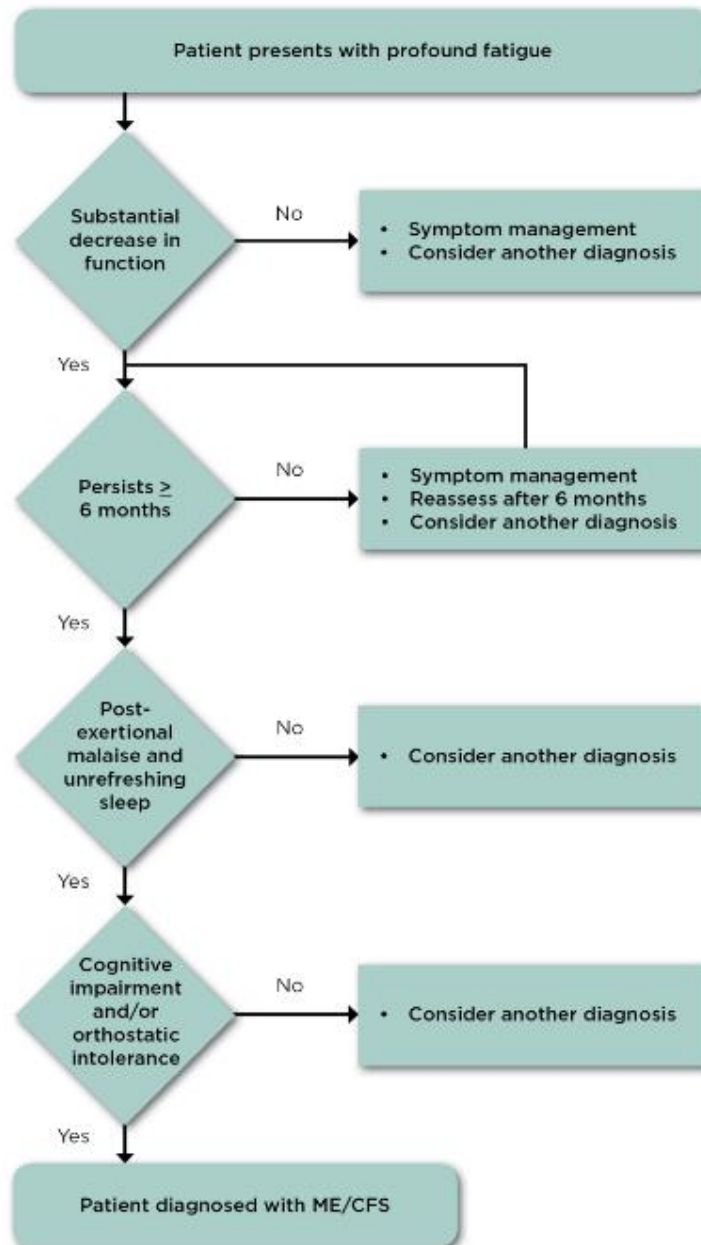 Patient presents with profound fatigue
Substantial
decrease in
function
No
• Symptom management
• Consider another diagnosis
Yes
Persists ≥
6 months
No
• Symptom management
• Reassess after 6 months
• Consider another diagnosis
Yes
Post-
exertional
malaise and
unrefreshing
sleep
No
• Consider another diagnosis
Yes
Cognitive
impairment
and/or
orthostatic
intolerance
No
• Consider another diagnosis
Yes
Patient diagnosed with ME/CFS